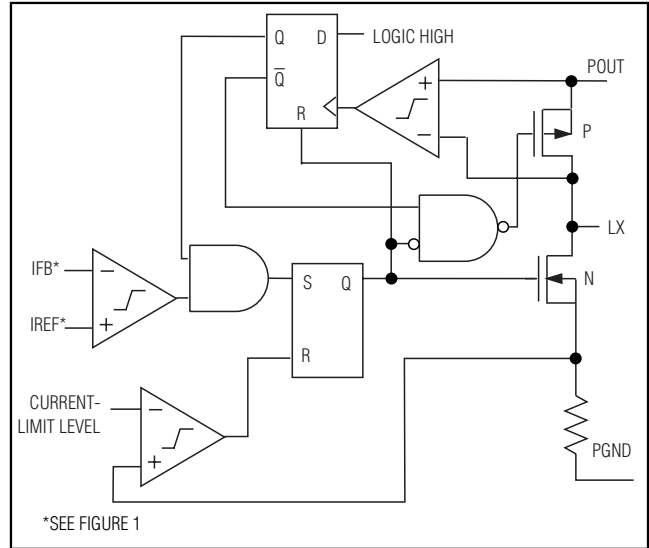 Q D LOGIC HIGH
Q̅
R
+
−
POUT
P
LX
IFB*
−
IREF*
+
S Q
R
N
CURRENT-
LIMIT LEVEL
−
+
PGND
*SEE FIGURE 1